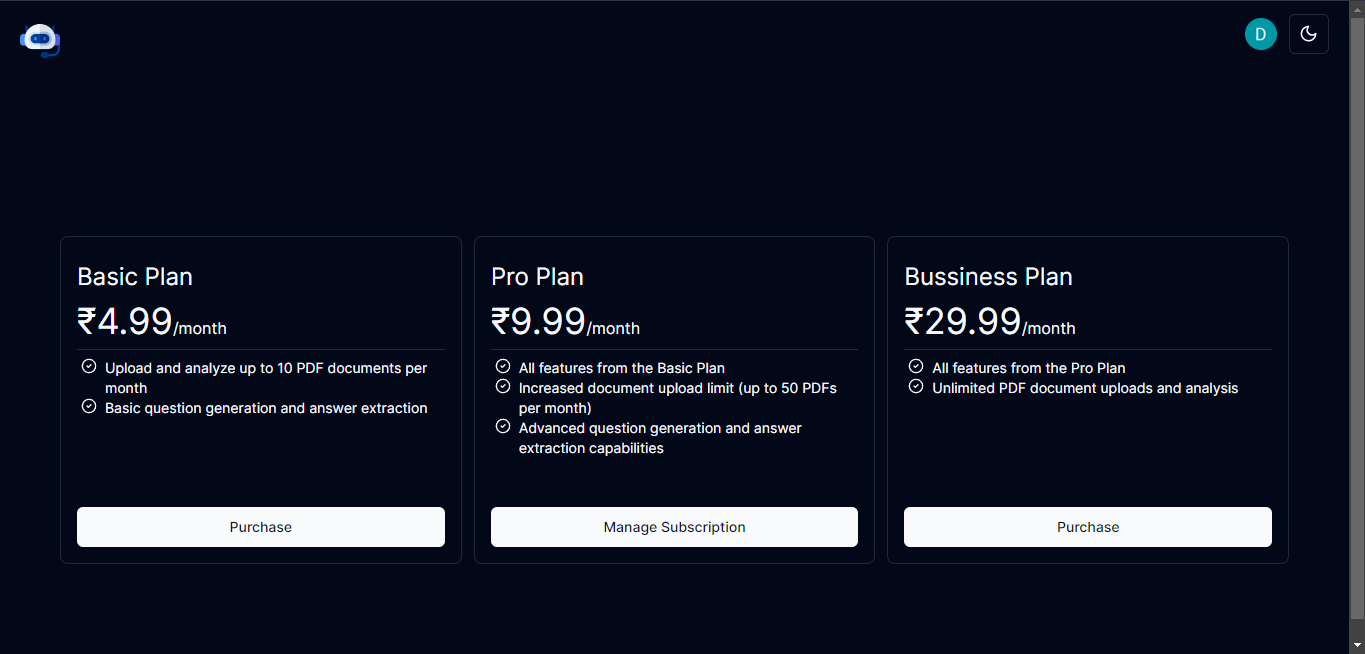 D
Basic Plan
₹4.99/month
Upload and analyze up to 10 PDF documents per
month
Basic question generation and answer extraction
Purchase
Pro Plan
₹9.99/month
All features from the Basic Plan
Increased document upload limit (up to 50 PDFs
per month)
Advanced question generation and answer
extraction capabilities
Manage Subscription
Bussiness Plan
₹29.99/month
All features from the Pro Plan
Unlimited PDF document uploads and analysis
Purchase